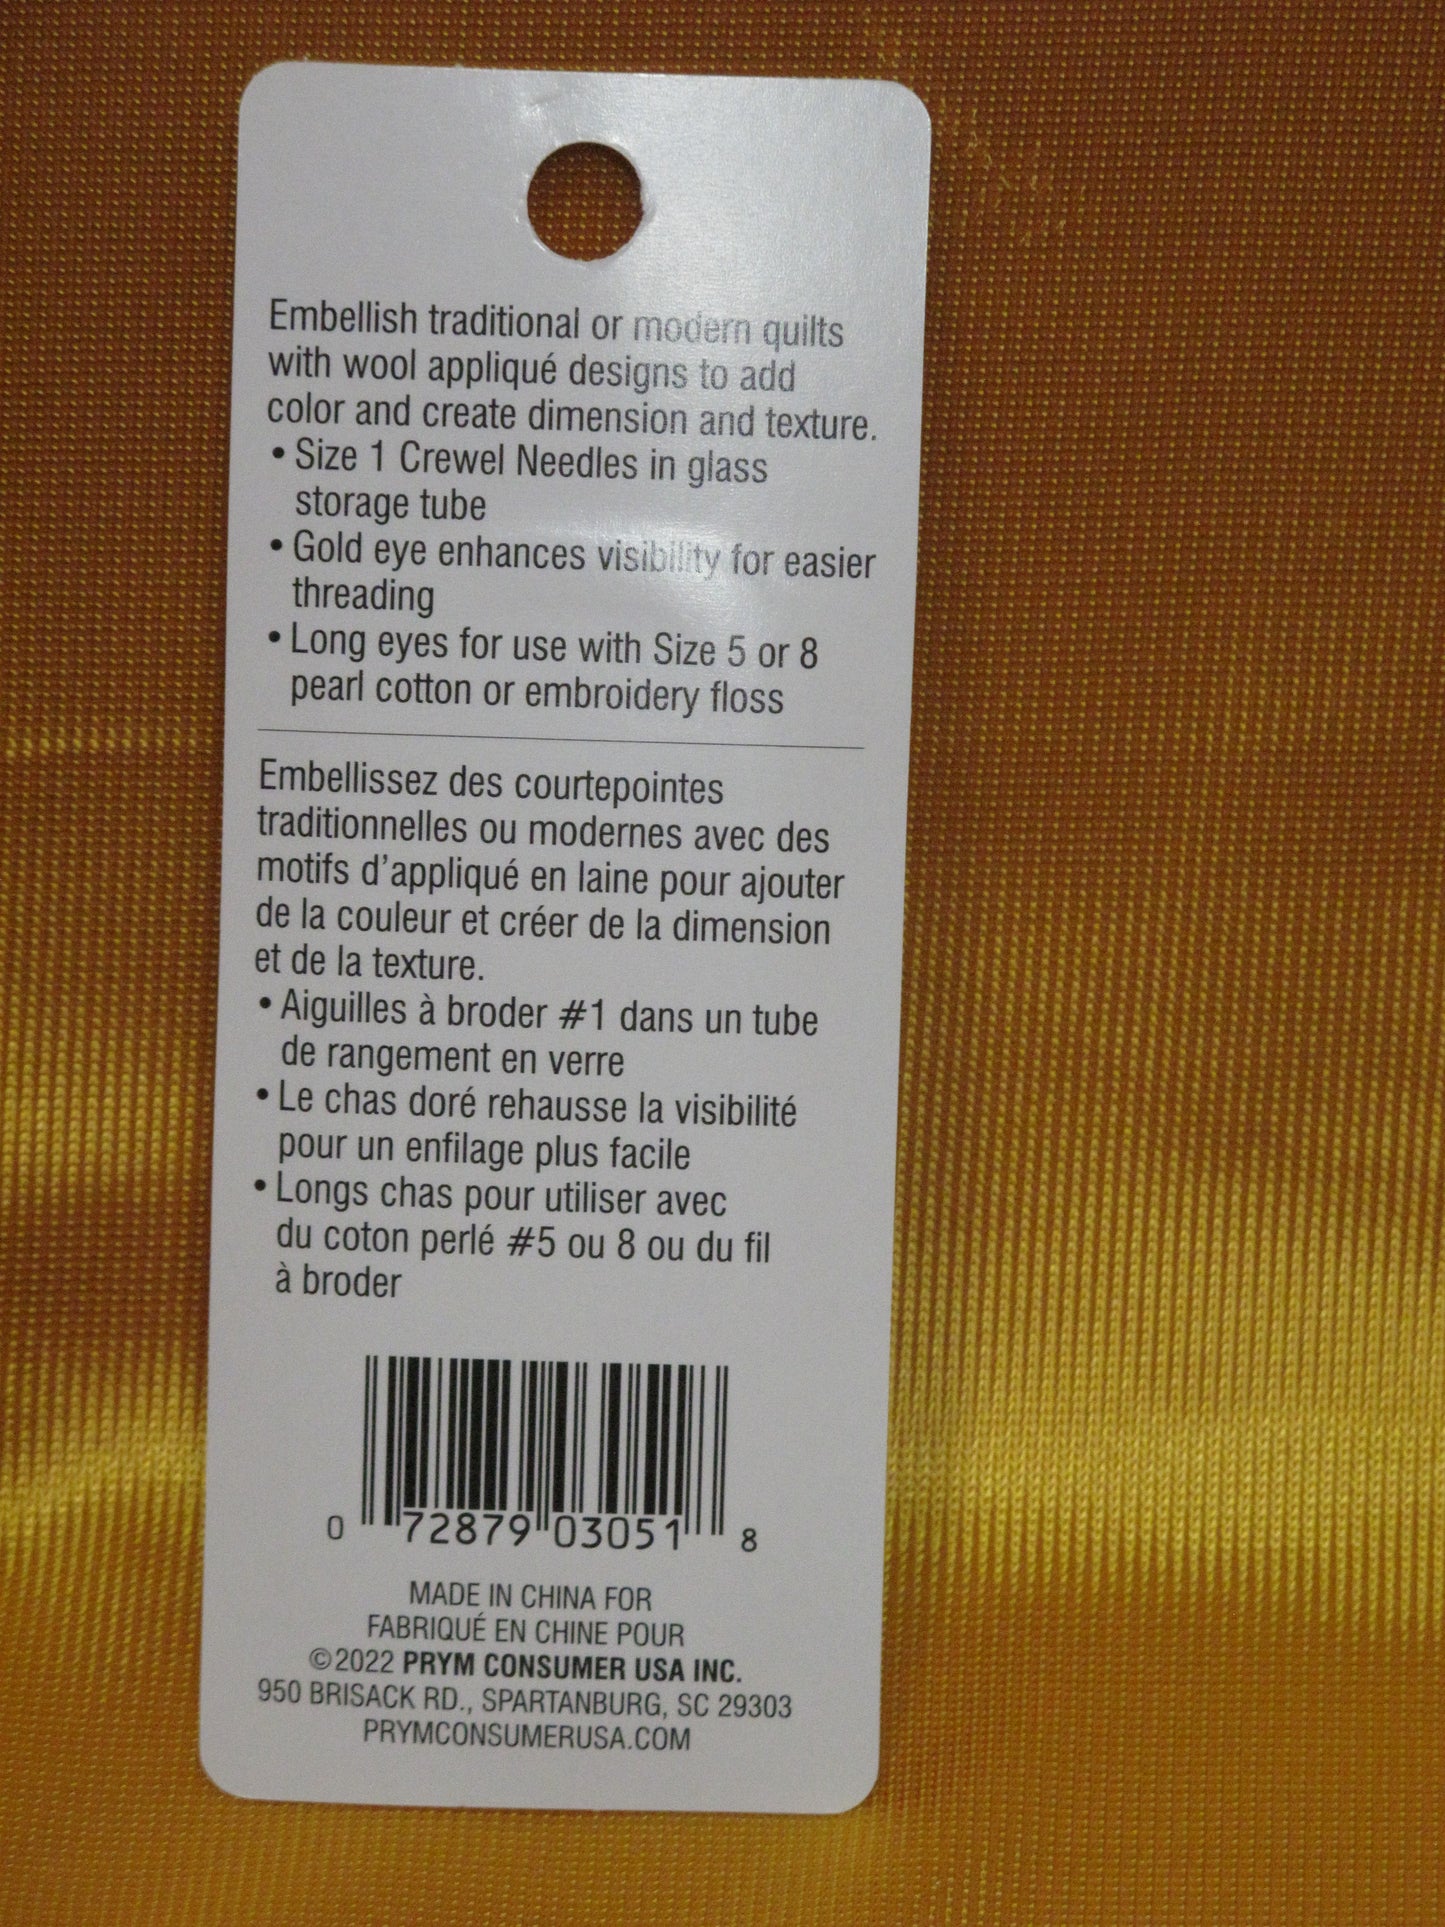 Embellish traditional or modern quilts
with wool appliqué designs to add
color and create dimension and texture.
• Size 1 Crewel Needles in glass
storage tube
• Gold eye enhances visibility for easier
threading
• Long eyes for use with Size 5 or 8
pearl cotton or embroidery floss
Embellissez des courtepointes
traditionnelles ou modernes avec des
motifs d'appliqué en laine pour ajouter
de la couleur et créer de la dimension
et de la texture.
• Aiguilles à broder #1 dans un tube
de rangement en verre
• Le chas doré rehausse la visibilité
pour un enfilage plus facile
• Longs chas pour utiliser avec
du coton perlé #5 ou 8 ou du fil
à broder
0 72879 03051 8
MADE IN CHINA FOR
FABRIQUÉ EN CHINE POUR
©2022 PRYM CONSUMER USA INC.
950 BRISACK RD., SPARTANBURG, SC 29303
PRYMCONSUMERUSA.COM